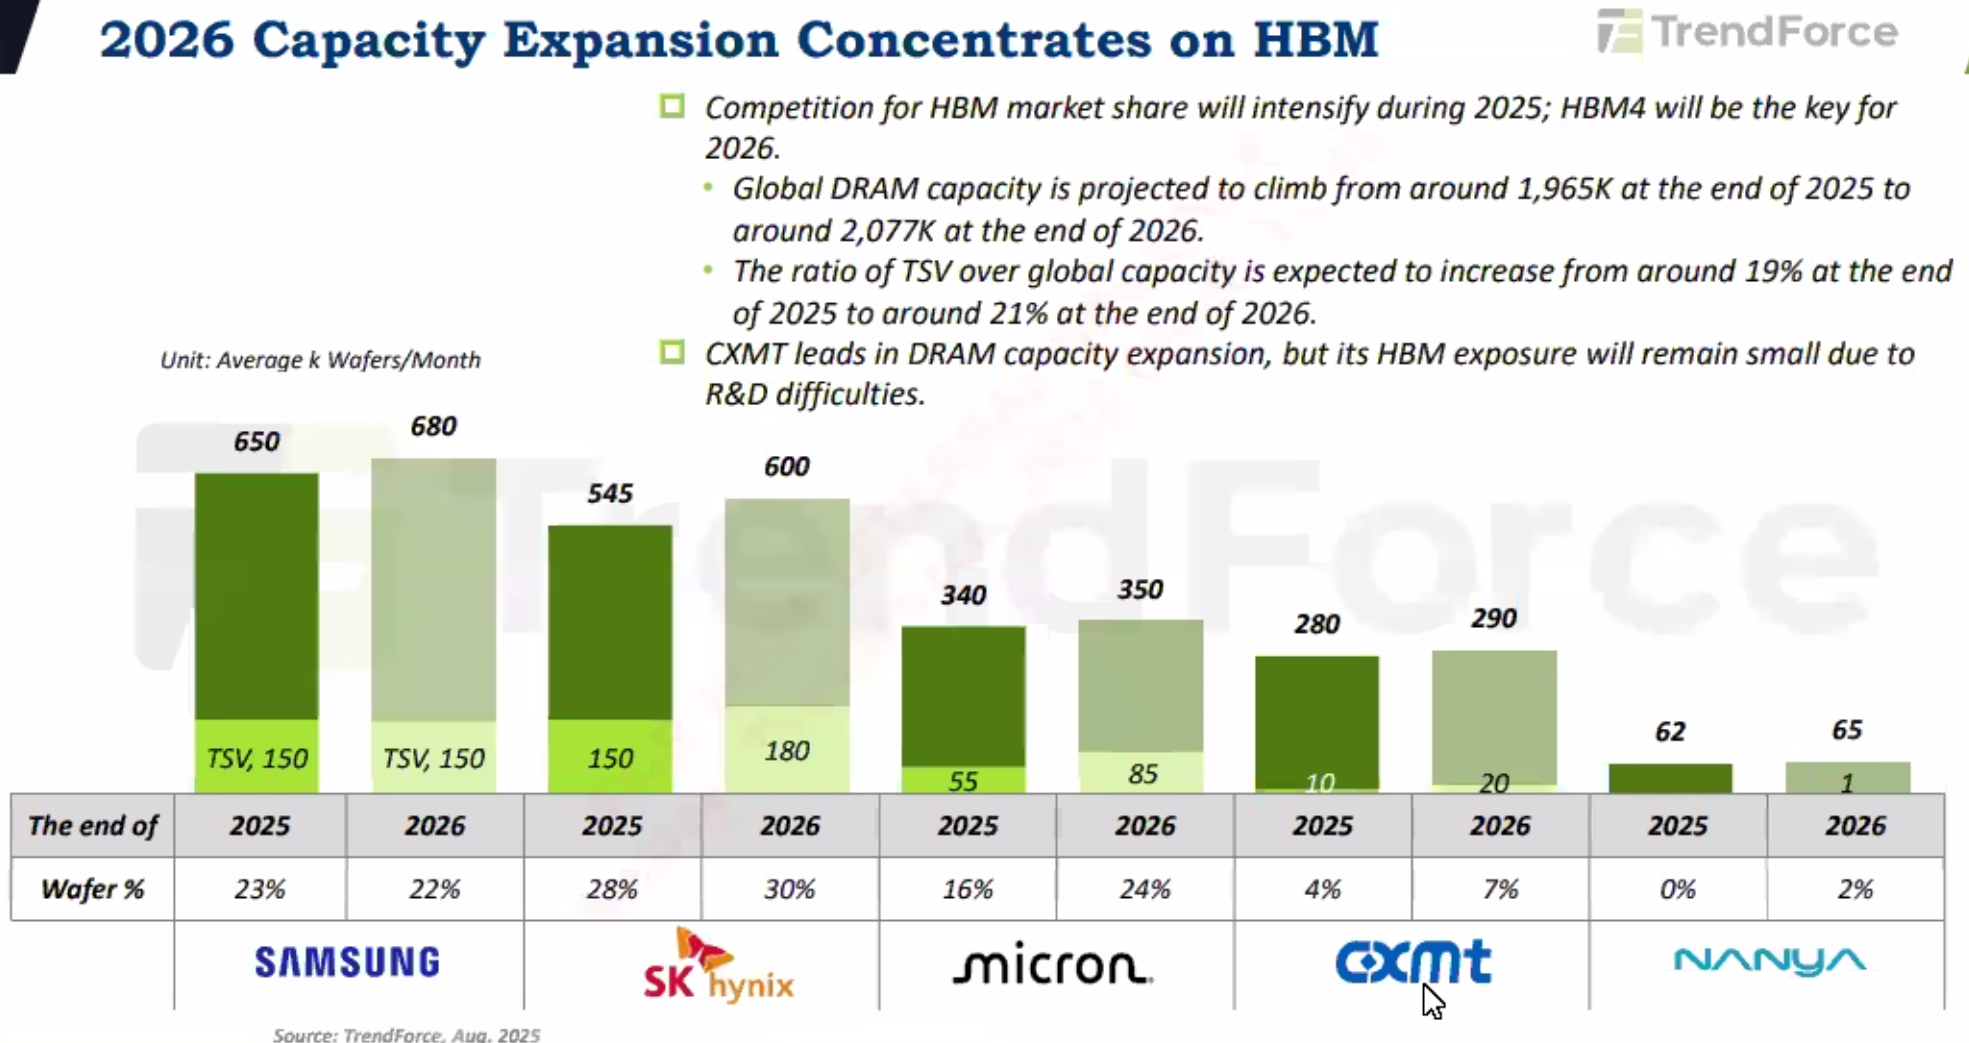 2026 Capacity Expansion Concentrates on HBM
TrendForce
Competition for HBM market share will intensify during 2025; HBM4 will be the key for
2026.
• Global DRAM capacity is projected to climb from around 1,965K at the end of 2025 to
around 2,077K at the end of 2026.
• The ratio of TSV over global capacity is expected to increase from around 19% at the end
of 2025 to around 21% at the end of 2026.
CXMT leads in DRAM capacity expansion, but its HBM exposure will remain small due to
R&D difficulties.
Unit: Average k Wafers/Month
650 680 545 600 340 350 280 290 62 65
TrendForce
TSV, 150 TSV, 150 150 180 55 85 10 20 1
The end of 2025 2026 2025 2026 2025 2026 2025 2026 2025 2026
Wafer % 23% 22% 28% 30% 16% 24% 4% 7% 0% 2%
SAMSUNG SK hynix micron CXMT NANYA
Source: TrendForce, Aug. 2025